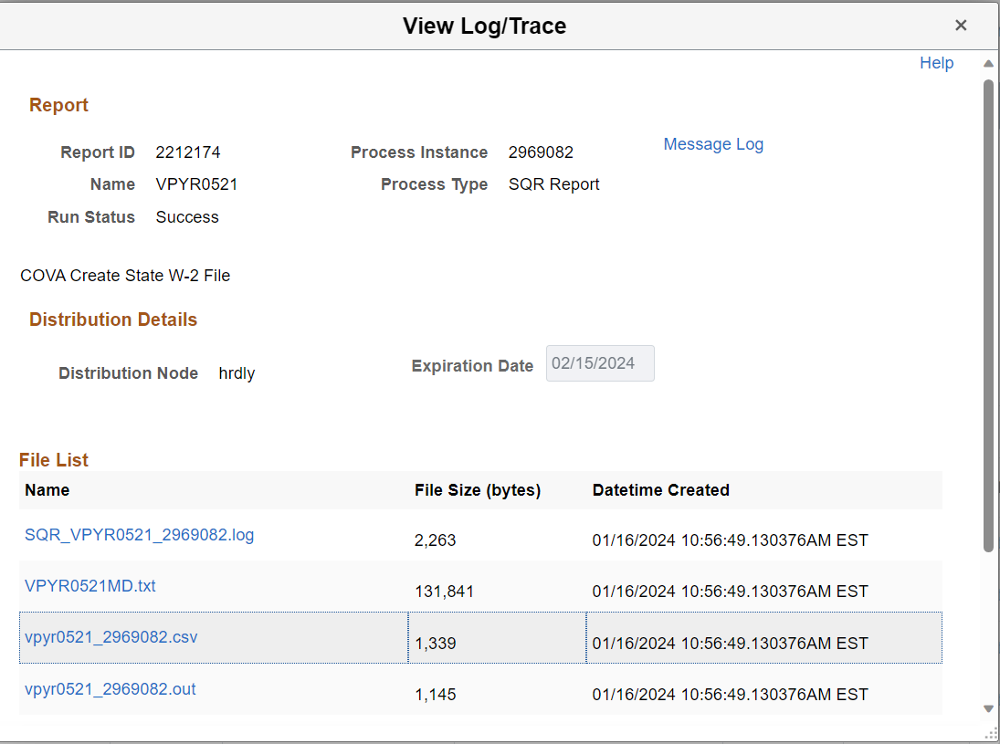 View Log/Trace
×
Help
Report
Report ID 2212174 Process Instance 2969082 Message Log
Name VPYR0521 Process Type SQR Report
Run Status Success
COVA Create State W-2 File
Distribution Details
Distribution Node hrdly Expiration Date 02/15/2024
File List
Name File Size (bytes) Datetime Created
SQR_VPYR0521_2969082.log 2,263 01/16/2024 10:56:49.130376AM EST
VPYR0521MD.txt 131,841 01/16/2024 10:56:49.130376AM EST
vpyr0521_2969082.csv 1,339 01/16/2024 10:56:49.130376AM EST
vpyr0521_2969082.out 1,145 01/16/2024 10:56:49.130376AM EST